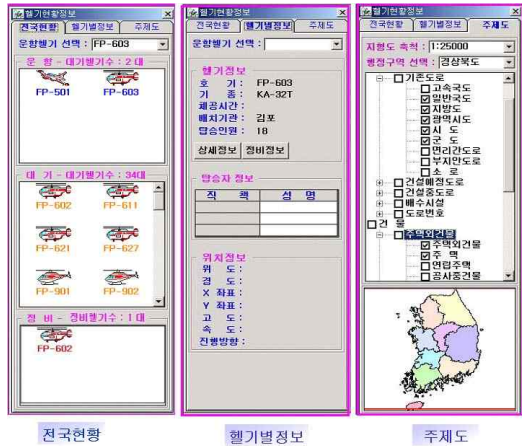 헬기현황정보
전국현황 헬기별정보 주제도
운항헬기 선택 : FP-603
운 항 - 대기헬기수 : 2 대
FP-501 FP-603
대 기 - 대기헬기수 : 34대
FP-602 FP-611
FP-621 FP-627
FP-901 FP-902
정 비 - 정비헬기수 : 1 대
FP-602
전국현황
헬기현황정보
전국현황 헬기별정보 주제도
운항헬기 선택 :
헬기정보
호 기 : FP-603
기 종 : KA-32T
체공시간 :
배치기관 : 김포
탑승인원 : 18
상세정보 정비정보
탑승자 정보
직 책 성 명
위치정보
위 도 :
경 도 :
X 좌표 :
Y 좌표 :
고 도 :
속 도 :
진행방향 :
헬기별정보
헬기현황정보
전국현황 헬기별정보 주제도
지형도 축척 : 1:25000
행정구역 선택 : 경상북도
기존도로
고속국도
일반국도
지방도
광역시도
시 도
군 도
면리간도로
부지안도로
소 로
건설예정도로
건설중도로
배수시설
도로번호
건 물
주택외건물
주택외건물
주 택
연립주택
공사중건물
주제도